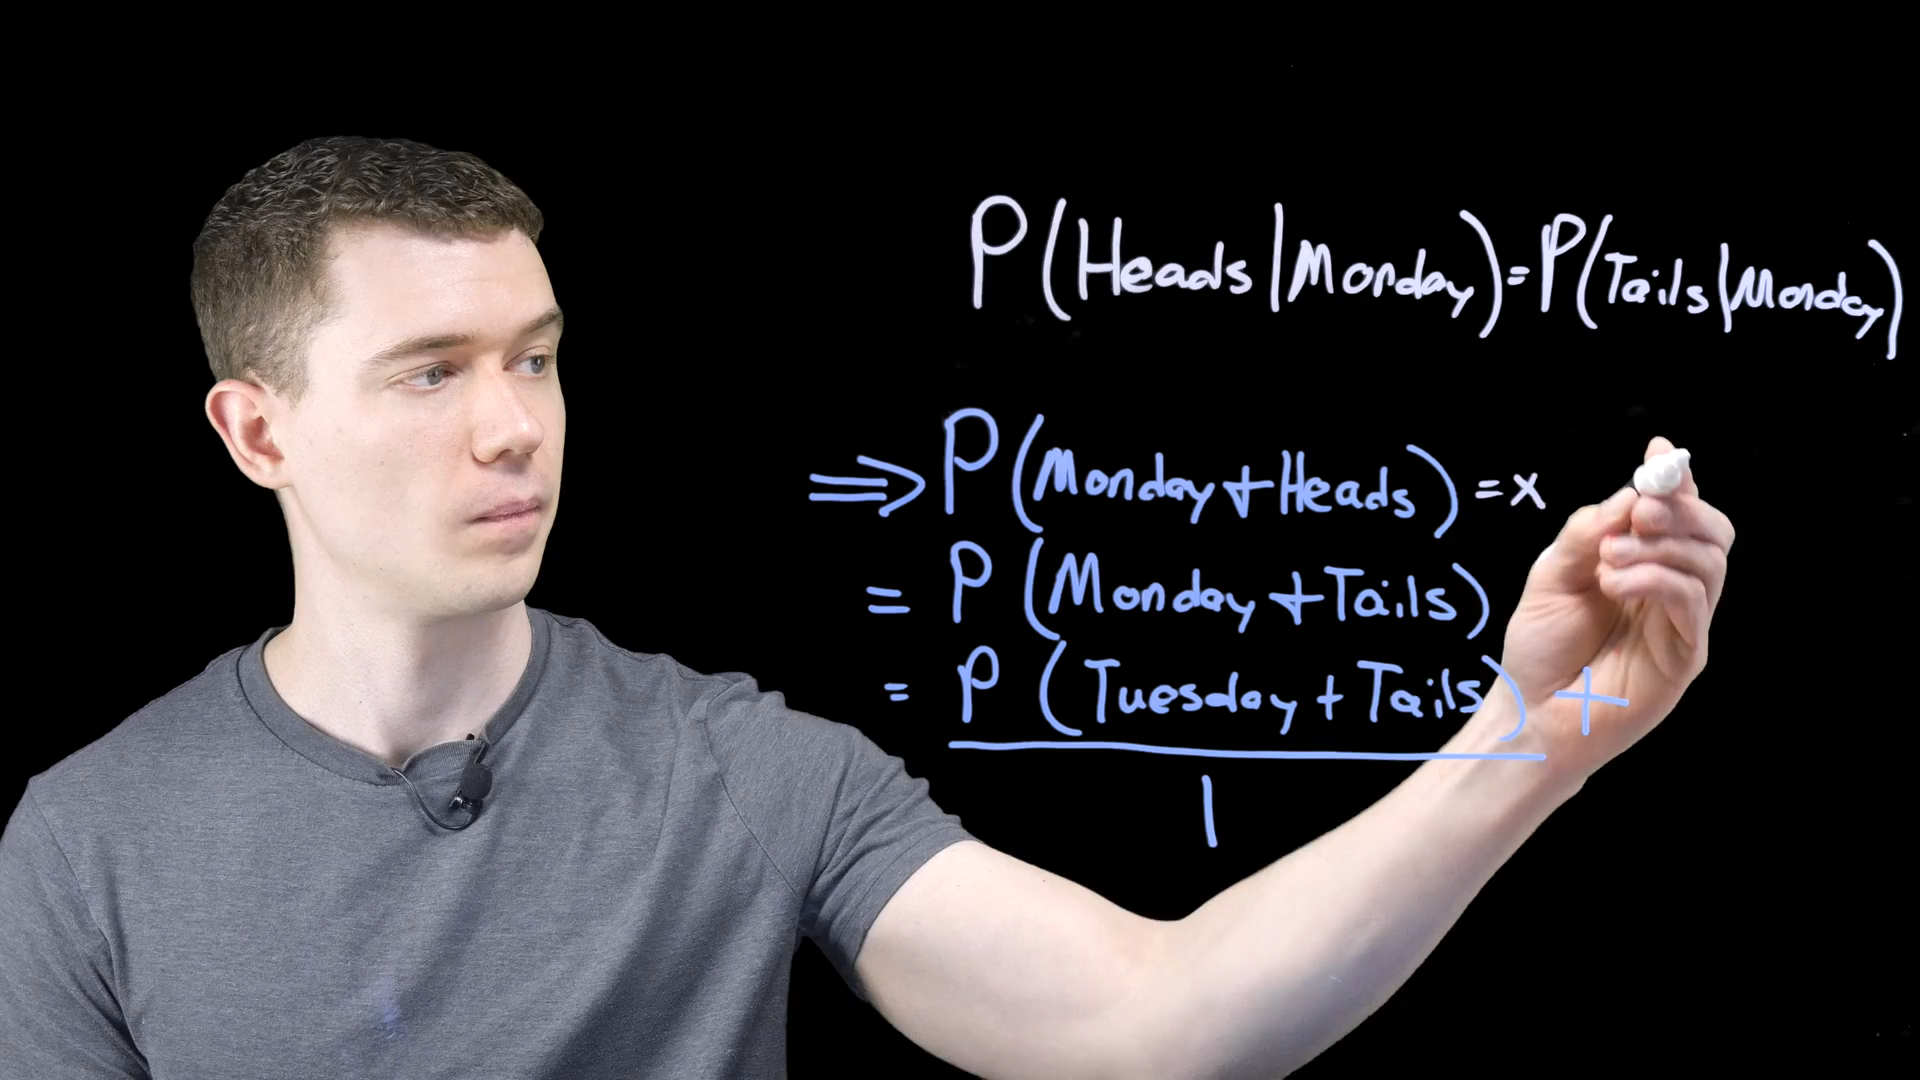 P(Heads|Monday)=P(Tails|Monday)
⇒P(Monday+Heads)=x
=P(Monday+Tails)
=P(Tuesday+Tails)+
1